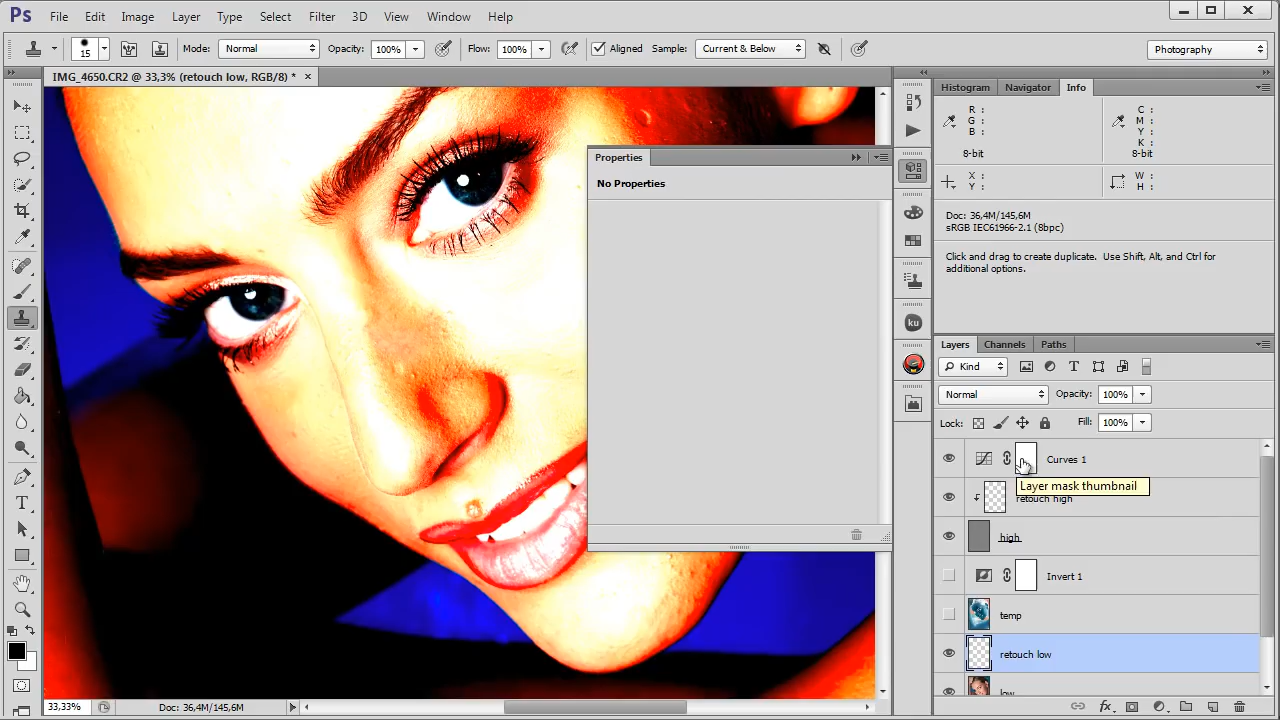 Ps File Edit Image Layer Type Select Filter 3D View Window Help
15 Mode: Normal Opacity: 100% Flow: 100% Aligned Sample: Current & Below Photography
IMG_4650.CR2 @ 33,3% (retouch low, RGB/8) * ×
Histogram Navigator Info
R : C :
G : M :
B : Y :
K :
8-bit 8-bit
X : W :
Y : H :
Doc: 36,4M/145,6M
sRGB IEC61966-2.1 (8bpc)
Click and drag to create duplicate. Use Shift, Alt, and Ctrl for
additional options.
Properties
No Properties
ku
Layers Channels Paths
Kind
Normal Opacity: 100%
Lock: Fill: 100%
Curves 1
Layer mask thumbnail
retouch high
high
Invert 1
temp
retouch low
low
33,33% Doc: 36,4M/145,6M
fx